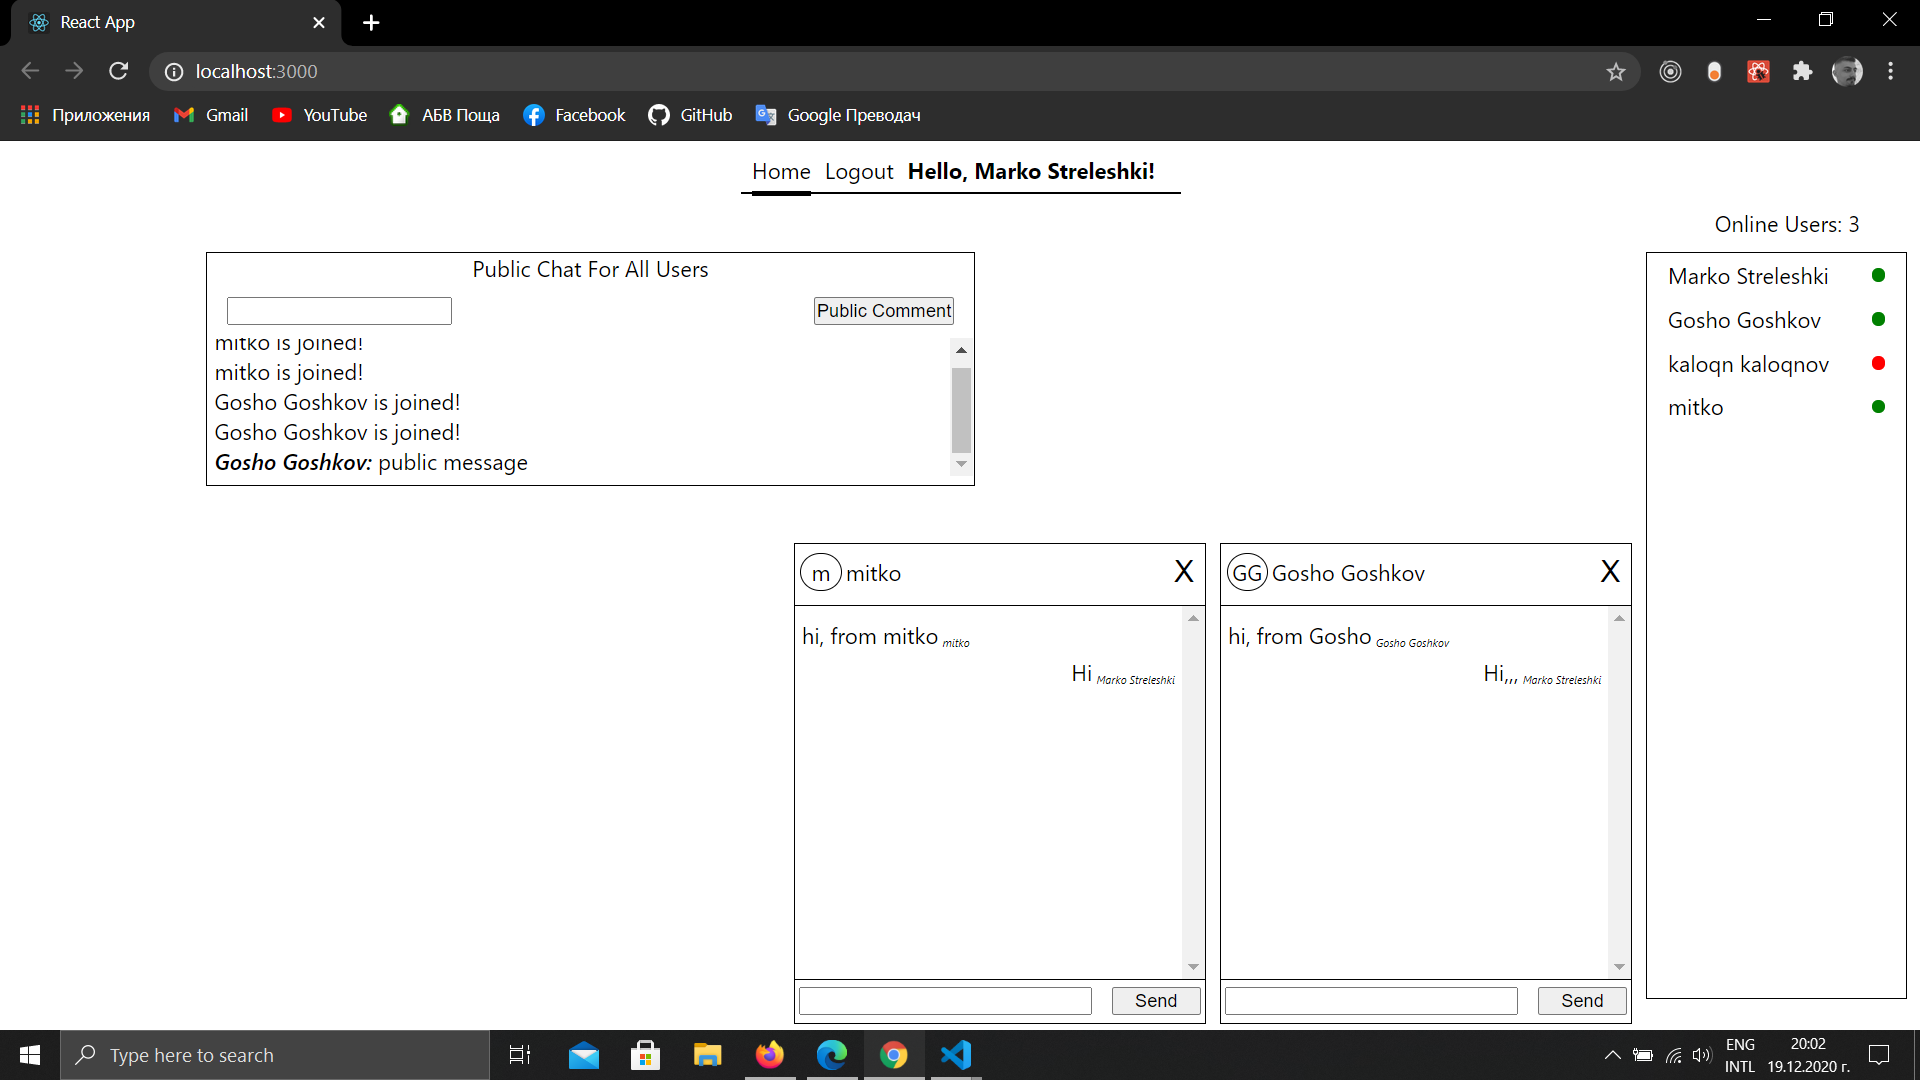 React App
localhost:3000
Приложения Gmail YouTube АБВ Поща Facebook GitHub Google Преводач
Home Logout Hello, Marko Streleshki!
Online Users: 3
Public Chat For All Users
Public Comment
mitko is joined!
mitko is joined!
Gosho Goshkov is joined!
Gosho Goshkov is joined!
Gosho Goshkov: public message
Marko Streleshki
Gosho Goshkov
kaloqn kaloqnov
mitko
m mitko X
hi, from mitko mitko
Hi Marko Streleshki
Send
GG Gosho Goshkov X
hi, from Gosho Gosho Goshkov
Hi,,, Marko Streleshki
Send
Type here to search
ENG
INTL
20:02
19.12.2020 г.